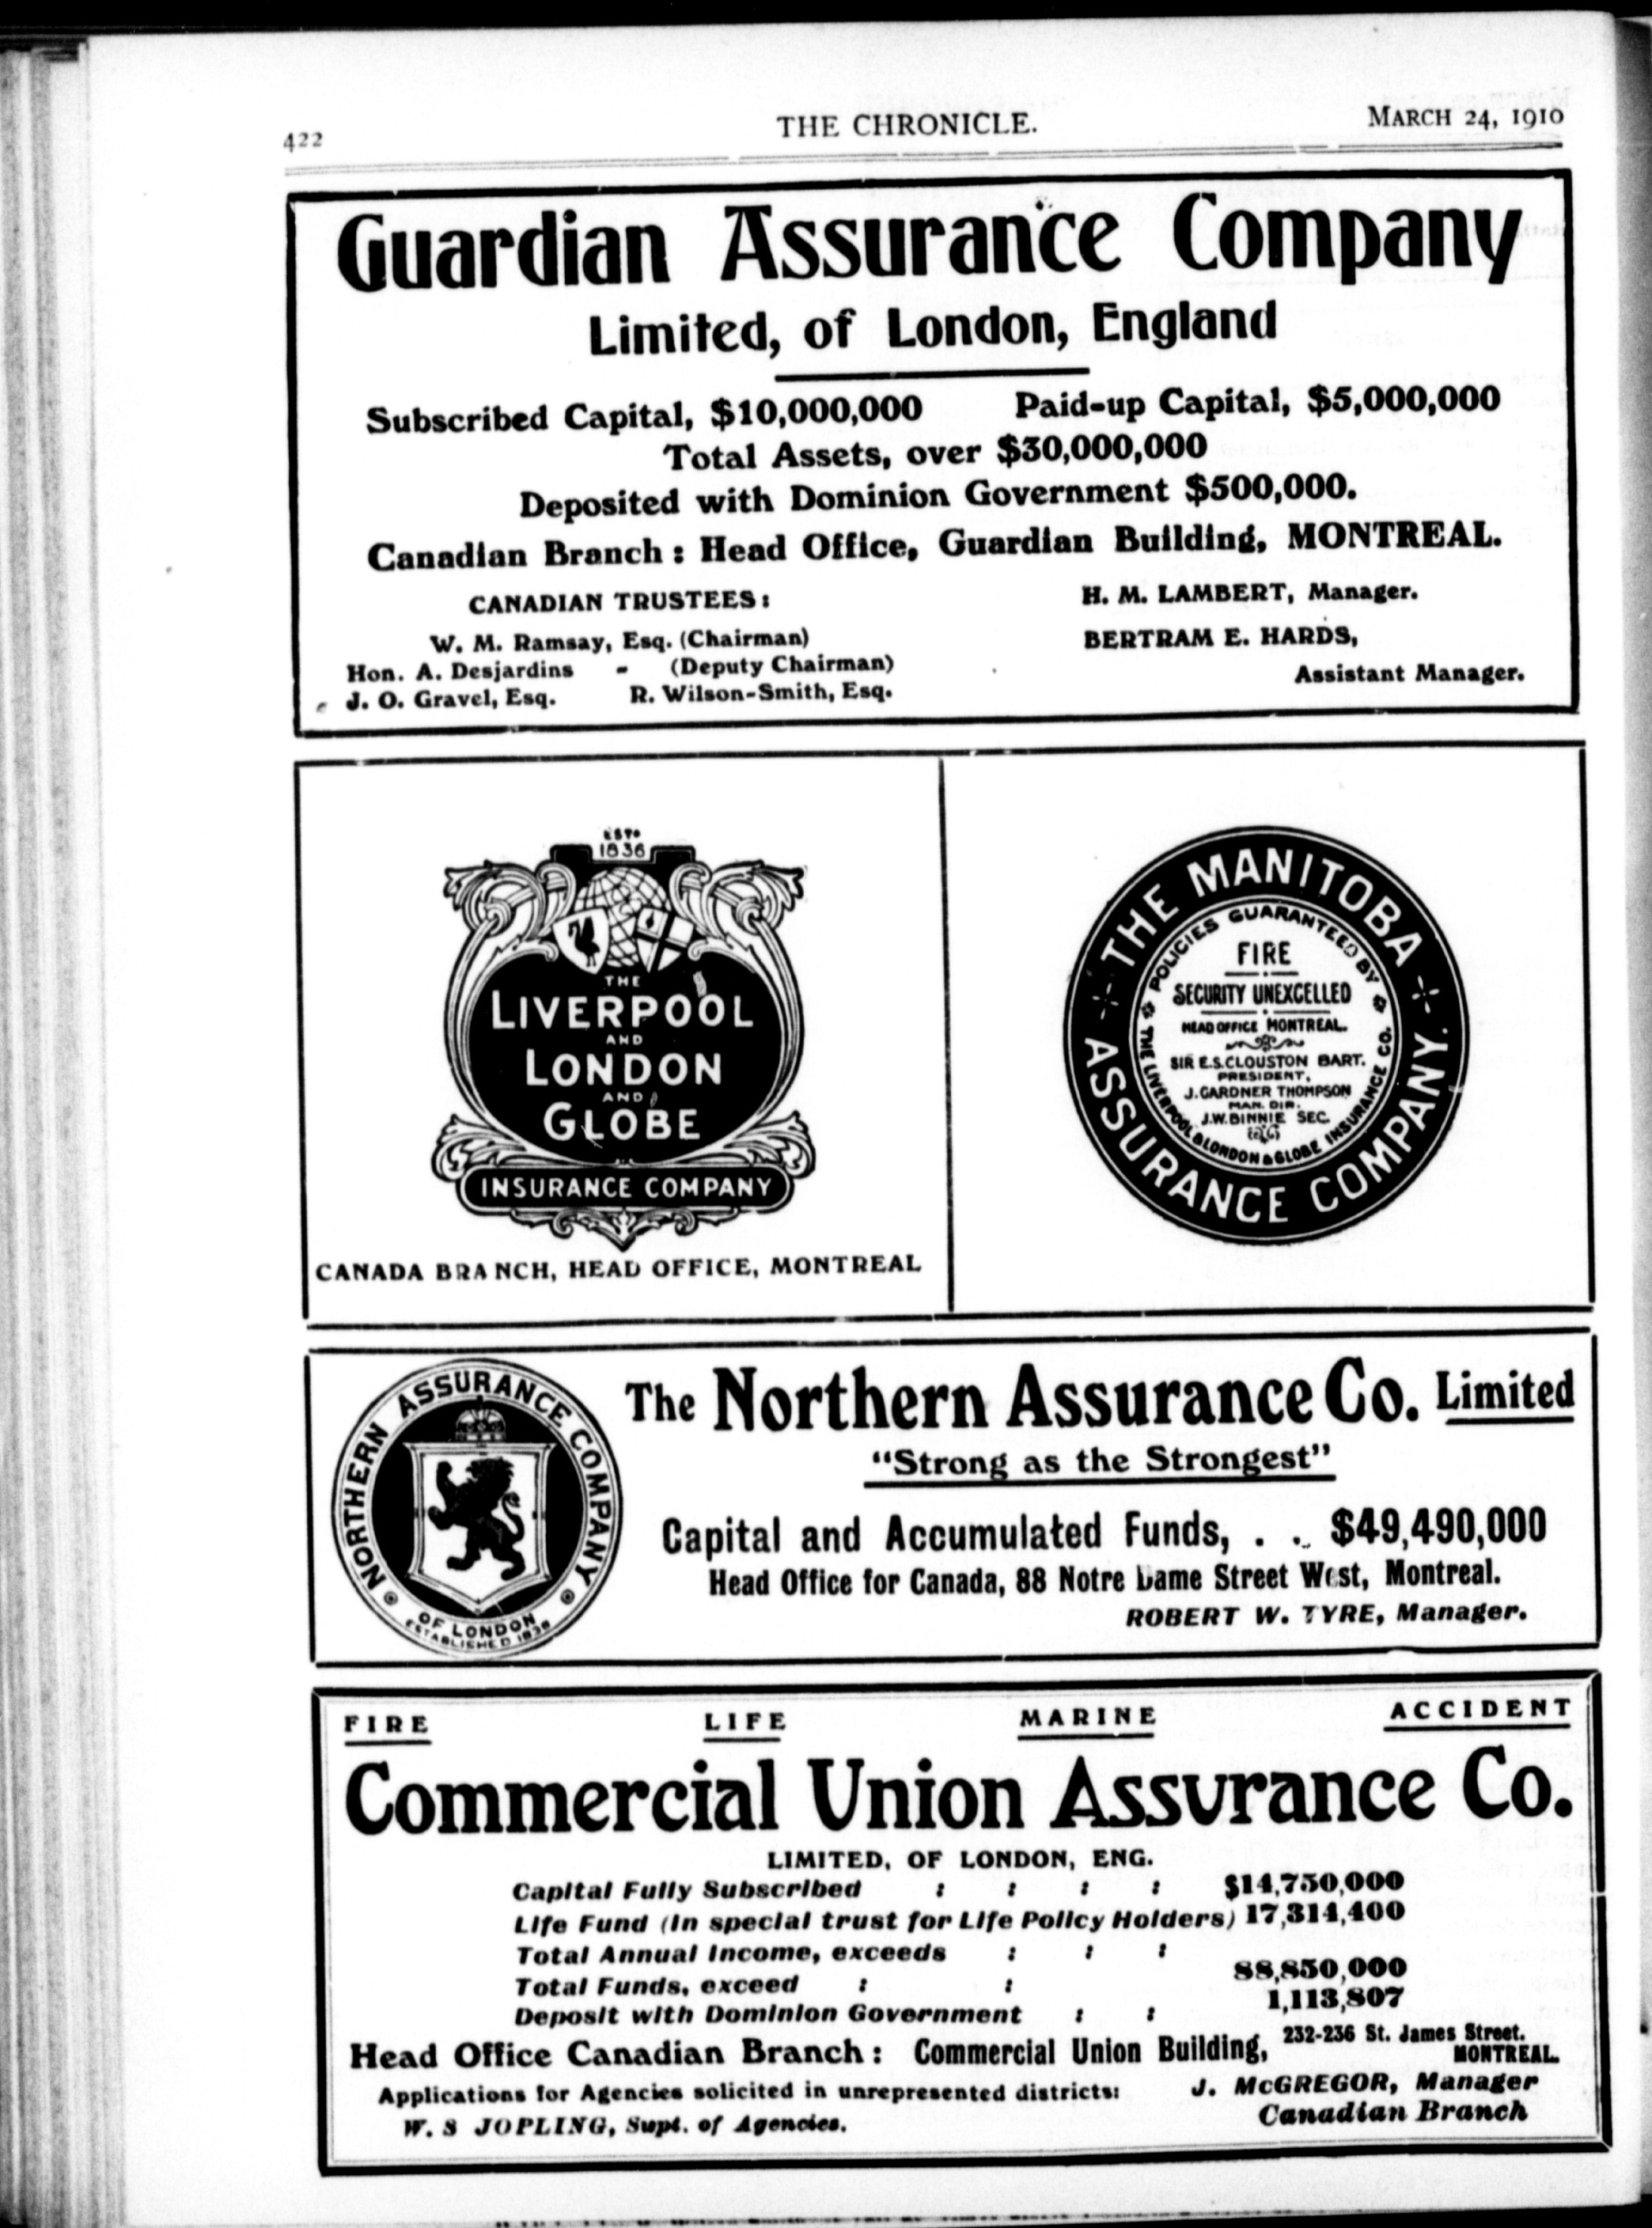 422
THE CHRONICLE.
MARCH 24, 1910
Guardian Assurance Company
Limited, of London, England
Subscribed Capital, $10,000,000 Paid-up Capital, $5,000,000
Total Assets, over $30,000,000
Deposited with Dominion Government $500,000.
Canadian Branch : Head Office, Guardian Building, MONTREAL.
CANADIAN TRUSTEES :
W. M. Ramsay, Esq. (Chairman)
Hon. A. Desjardins - (Deputy Chairman)
J. O. Gravel, Esq. R. Wilson-Smith, Esq.
H. M. LAMBERT, Manager.
BERTRAM E. HARDS,
Assistant Manager.
ESTD
1836
THE
LIVERPOOL
AND
LONDON
AND
GLOBE
INSURANCE COMPANY
CANADA BRANCH, HEAD OFFICE, MONTREAL
THE MANITOBA
ASSURANCE COMPANY.
POLICIES GUARANTEED BY
THE LIVERPOOL & LONDON & GLOBE INSURANCE CO.
FIRE
SECURITY UNEXCELLED
HEAD OFFICE MONTREAL.
SIR E.S.CLOUSTON BART.
PRESIDENT,
J.GARDNER THOMPSON
MAN. DIR.
J.W.BINNIE SEC.
NORTHERN ASSURANCE COMPANY
OF LONDON
ESTABLISHED 1836
The Northern Assurance Co. Limited
"Strong as the Strongest"
Capital and Accumulated Funds, . . $49,490,000
Head Office for Canada, 88 Notre Dame Street West, Montreal.
ROBERT W. TYRE, Manager.
FIRE LIFE MARINE ACCIDENT
Commercial Union Assurance Co.
LIMITED, OF LONDON, ENG.
Capital Fully Subscribed : : : : $14,750,000
Life Fund (In special trust for Life Policy Holders) 17,314,400
Total Annual Income, exceeds : : :
Total Funds, exceed : : 88,850,000
Deposit with Dominion Government : : 1,113,807
Head Office Canadian Branch : Commercial Union Building, 232-236 St. James Street.
MONTREAL.
Applications for Agencies solicited in unrepresented districts:
W. S JOPLING, Supt. of Agencies.
J. McGREGOR, Manager
Canadian Branch